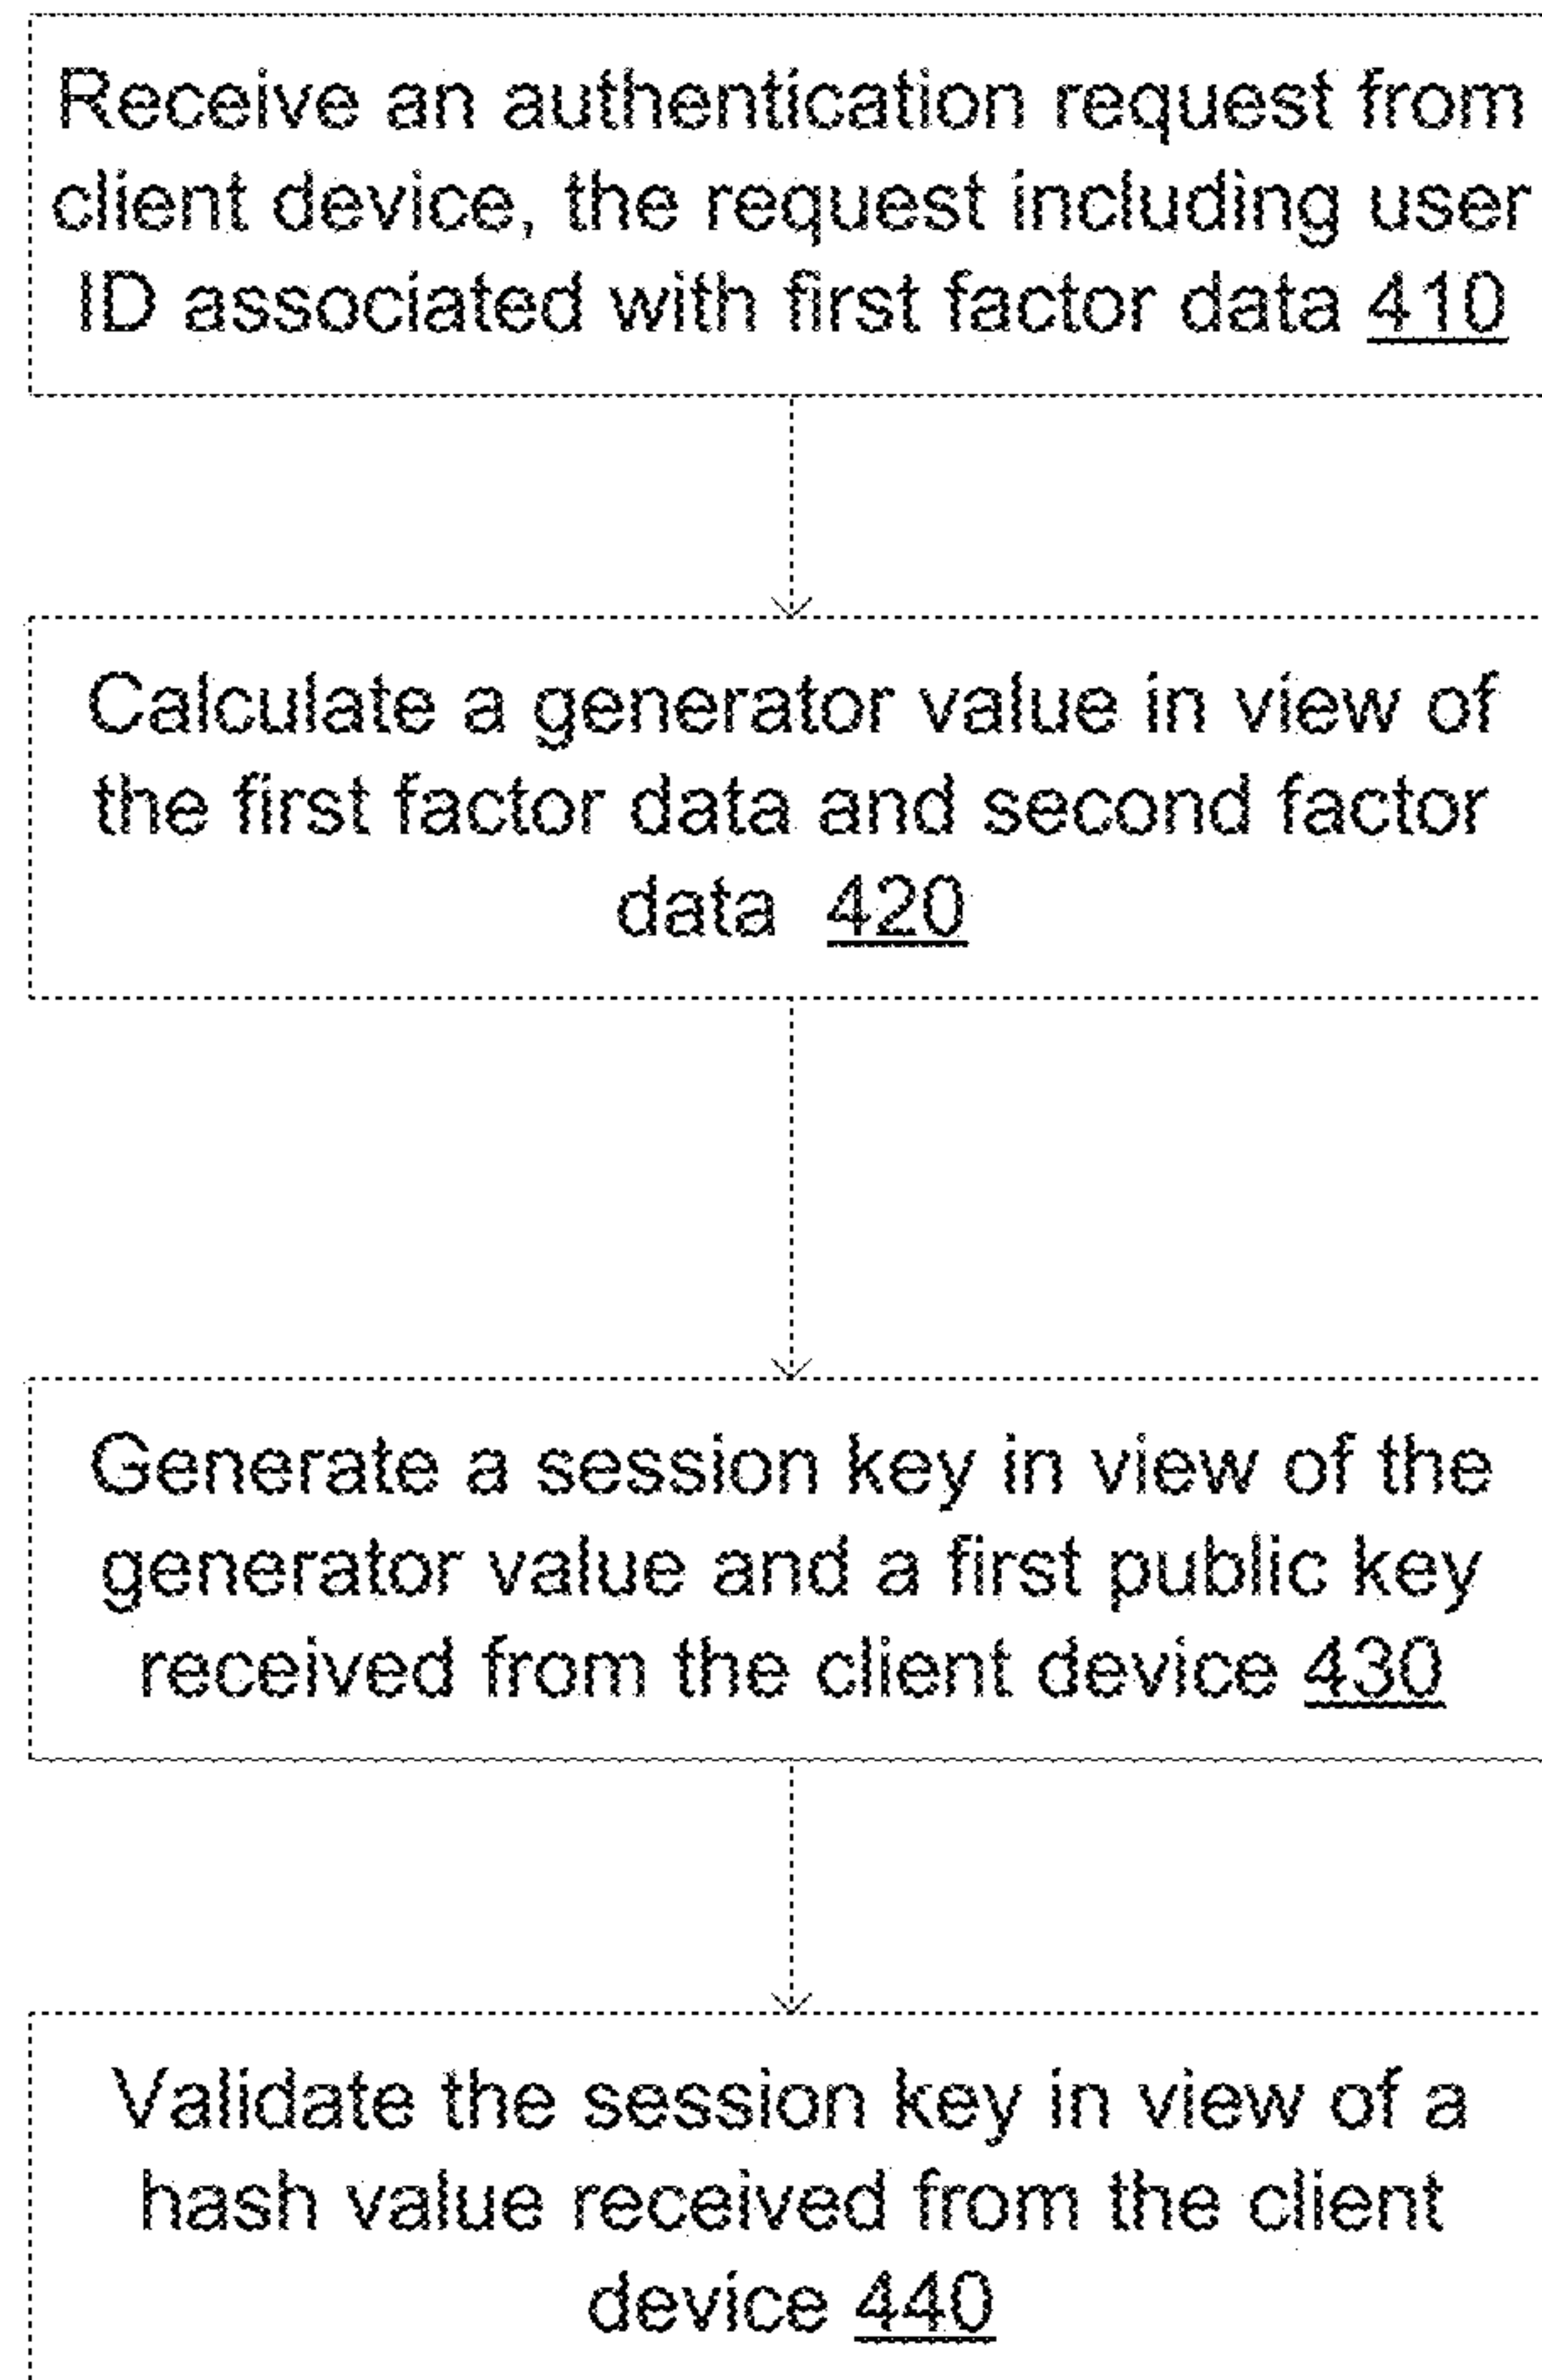 Receive an authentication request from
client device, the request including user
ID associated with first factor data 410
Calculate a generator value in view of
the first factor data and second factor
data 420
Generate a session key in view of the
generator value and a first public key
received from the client device 430
Validate the session key in view of a
hash value received from the client
device 440